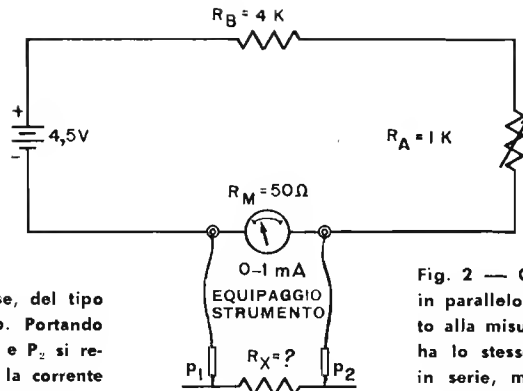 R_B = 4 K
+
4,5V
-
R_A = 1 K
R_M = 50Ω
0-1 mA
EQUIPAGGIO
STRUMENTO
P₁
R_X = ?
P₂
se, del tipo
o. Portando
e P₂ si re-
la corrente
Fig. 2 — C
in parallelo
to alla misu
ha lo stess
in serie, m